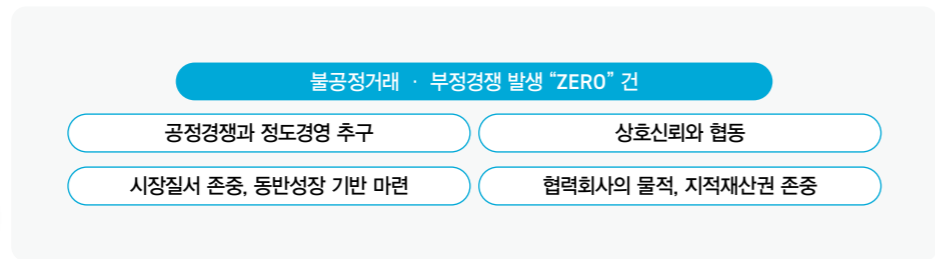 불공정거래 · 부정경쟁 발생 “ZERO” 건
공정경쟁과 정도경영 추구
상호신뢰와 협동
시장질서 존중, 동반성장 기반 마련
협력회사의 물적, 지적재산권 존중